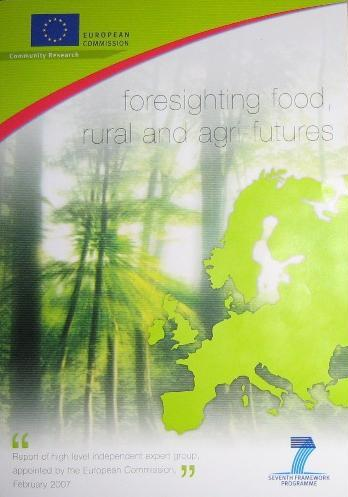 EUROPEAN
COMMISSION
Community Research
foresighting food,
rural and agri futures
“
Report of high level independent expert group,
appointed by the European Commission, ”
February 2007
7
SEVENTH FRAMEWORK
PROGRAMME